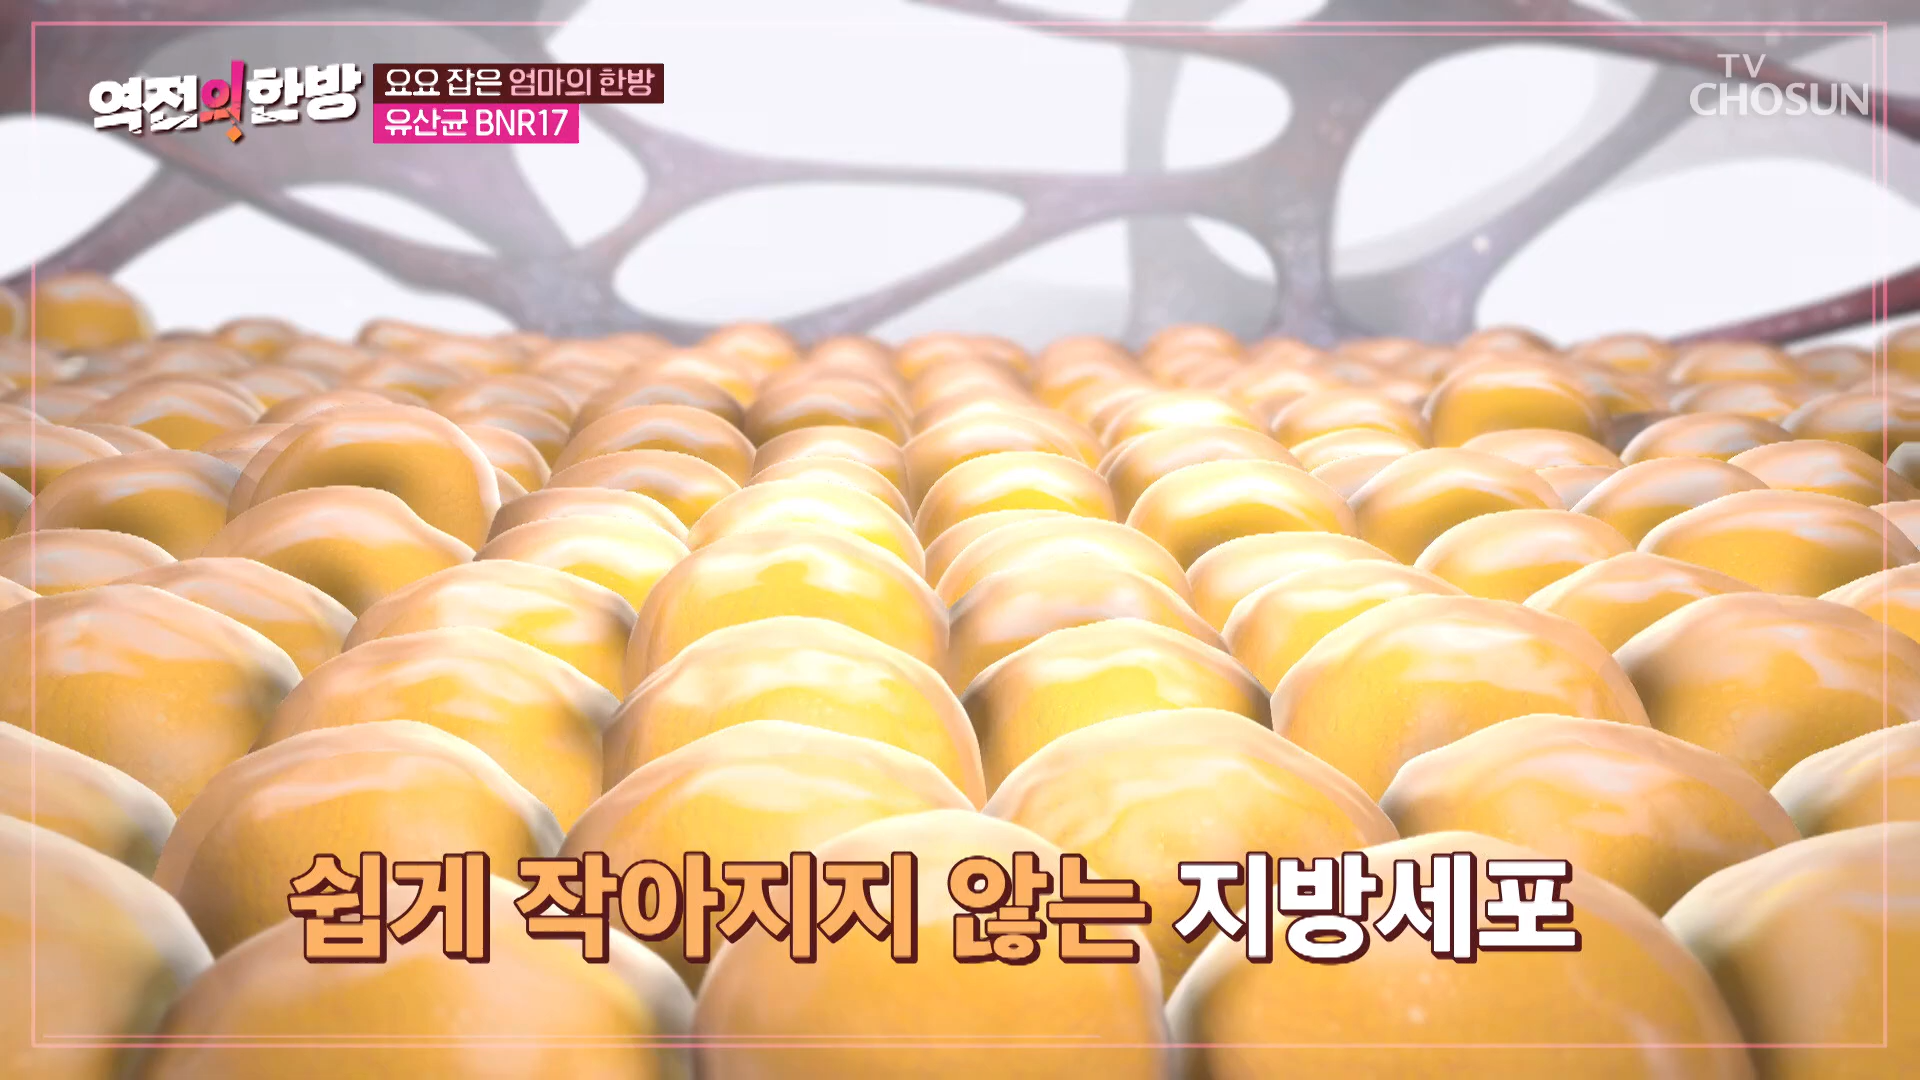 역전의 한방
요요 잡은 엄마의 한방
유산균 BNR17
TV
CHOSUN
쉽게 작아지지 않는 지방세포